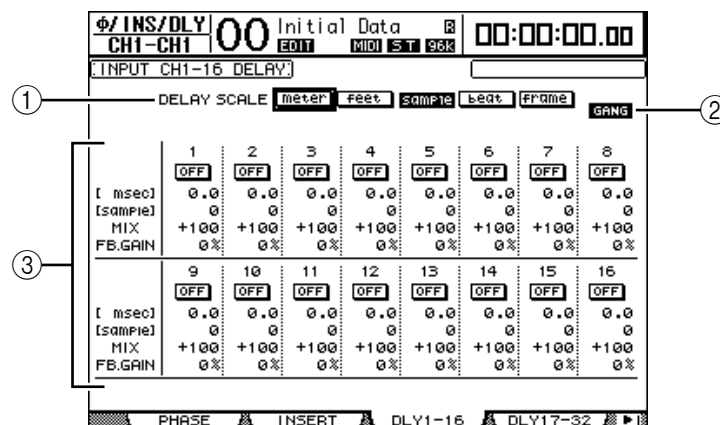 Φ/INS/DLY 00 Initial Data B 00:00:00.00
CH1-CH1 EDIT MIDI ST 96K
INPUT CH1-16 DELAY
1 DELAY SCALE meter feet sample beat frame
GANG 2
3
1 2 3 4 5 6 7 8
OFF OFF OFF OFF OFF OFF OFF OFF
[ msec] 0.0 0.0 0.0 0.0 0.0 0.0 0.0 0.0
[sample] 0 0 0 0 0 0 0 0
MIX +100 +100 +100 +100 +100 +100 +100 +100
FB.GAIN 0% 0% 0% 0% 0% 0% 0% 0%
9 10 11 12 13 14 15 16
OFF OFF OFF OFF OFF OFF OFF OFF
[ msec] 0.0 0.0 0.0 0.0 0.0 0.0 0.0 0.0
[sample] 0 0 0 0 0 0 0 0
MIX +100 +100 +100 +100 +100 +100 +100 +100
FB.GAIN 0% 0% 0% 0% 0% 0% 0% 0%
PHASE INSERT DLY1-16 DLY17-32